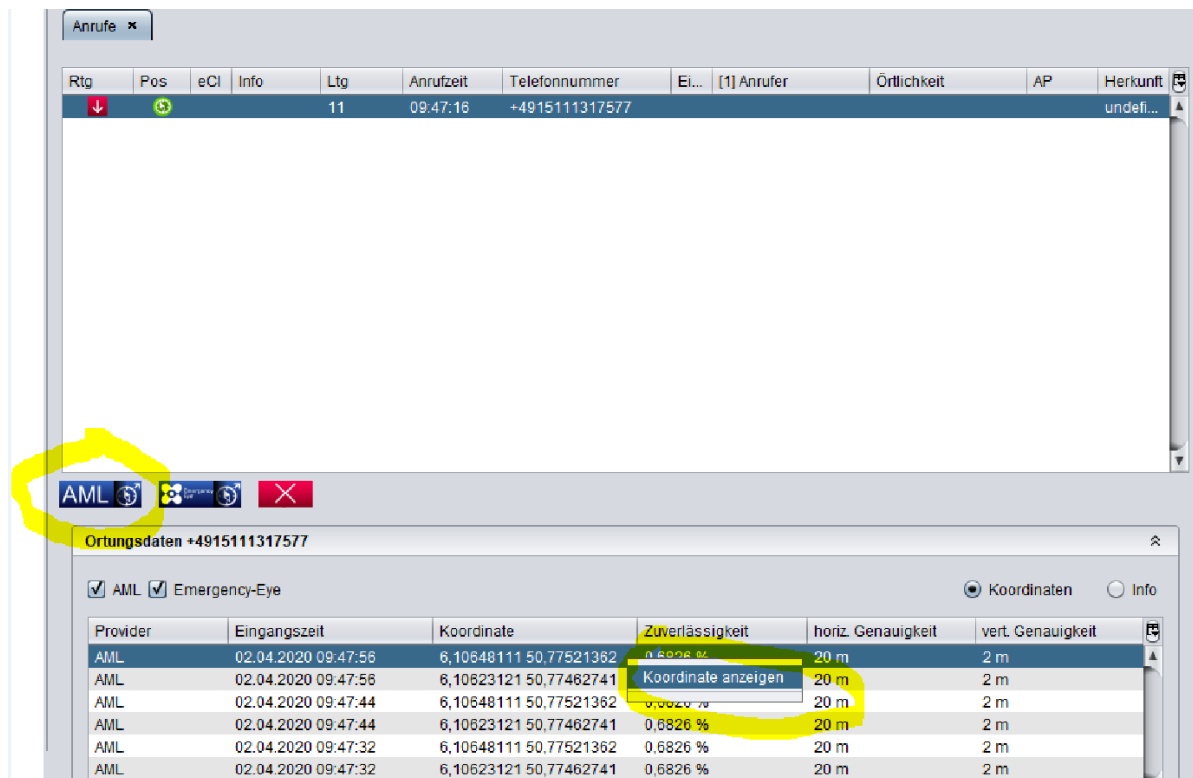 Anrufe ×
Rtg Pos eCl Info Ltg Anrufzeit Telefonnummer Ei... [1] Anrufer Örtlichkeit AP Herkunft
11 09:47:16 +4915111317577 undefi...
AML Emergency Eye
Ortungsdaten +4915111317577
AML Emergency-Eye Koordinaten Info
Provider Eingangszeit Koordinate Zuverlässigkeit horiz. Genauigkeit vert. Genauigkeit
AML 02.04.2020 09:47:56 6,10648111 50,77521362 0,6826 % 20 m 2 m
AML 02.04.2020 09:47:56 6,10623121 50,77462741 Koordinate anzeigen 20 m 2 m
AML 02.04.2020 09:47:44 6,10648111 50,77521362 0,6826 % 20 m 2 m
AML 02.04.2020 09:47:44 6,10623121 50,77462741 0,6826 % 20 m 2 m
AML 02.04.2020 09:47:32 6,10648111 50,77521362 0,6826 % 20 m 2 m
AML 02.04.2020 09:47:32 6,10623121 50,77462741 0,6826 % 20 m 2 m